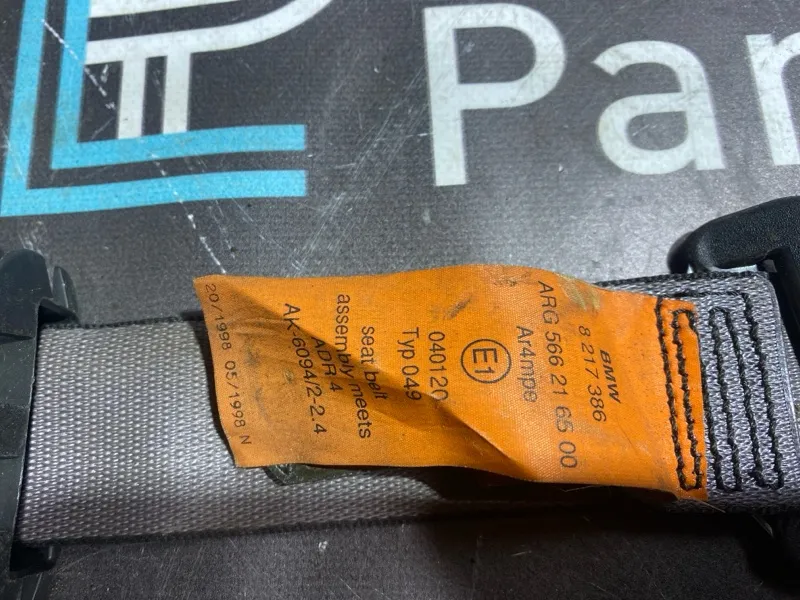 Par
BMW
8 217 386
ARG 566 21 65 00
Ar4mpe
E1
040120
Typ 049
seat belt
assembly meets
ADR 4
AK-6094/2-2.4
20/1998 05/1998 N